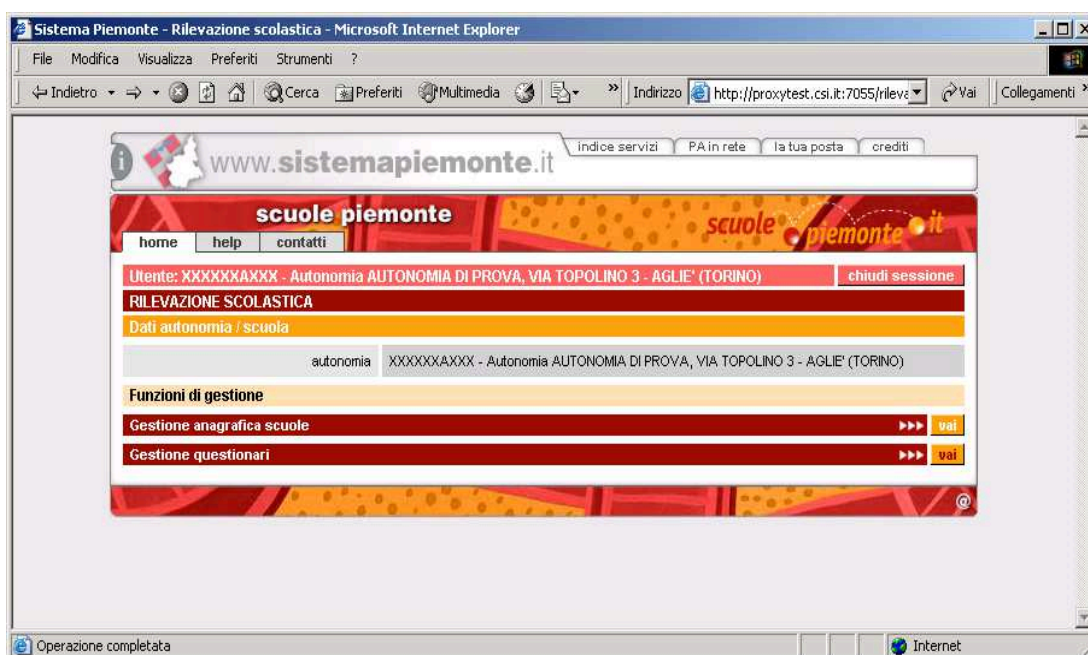 Sistema Piemonte - Rilevazione scolastica - Microsoft Internet Explorer
File Modifica Visualizza Preferiti Strumenti ?
Indietro Cerca Preferiti Multimedia » Indirizzo http://proxytest.csi.it:7055/rileva Vai Collegamenti »
indice servizi PA in rete la tua posta crediti
i www.sistemapiemonte.it
scuole piemonte
scuole piemonte it
home help contatti
Utente: XXXXXXAXXX - Autonomia AUTONOMIA DI PROVA, VIA TOPOLINO 3 - AGLIE' (TORINO) chiudi sessione
RILEVAZIONE SCOLASTICA
Dati autonomia / scuola
autonomia XXXXXXAXXX - Autonomia AUTONOMIA DI PROVA, VIA TOPOLINO 3 - AGLIE' (TORINO)
Funzioni di gestione
Gestione anagrafica scuole vai
Gestione questionari vai
@
Operazione completata Internet